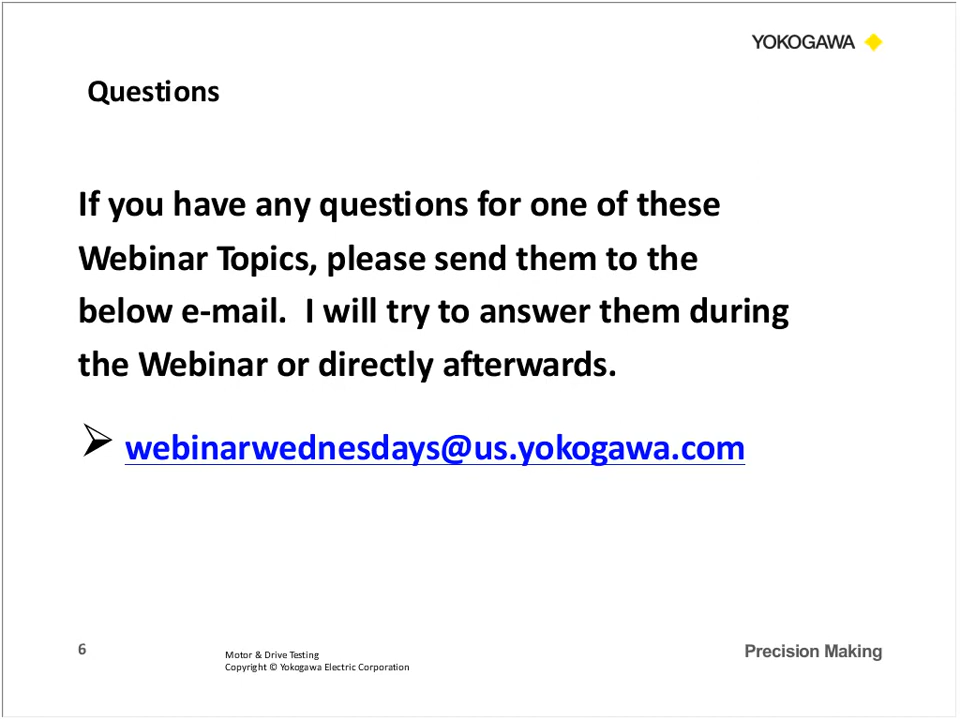 YOKOGAWA
Questions
If you have any questions for one of these
Webinar Topics, please send them to the
below e-mail.  I will try to answer them during
the Webinar or directly afterwards.
➢ webinarwednesdays@us.yokogawa.com
6
Motor & Drive Testing
Copyright © Yokogawa Electric Corporation
Precision Making